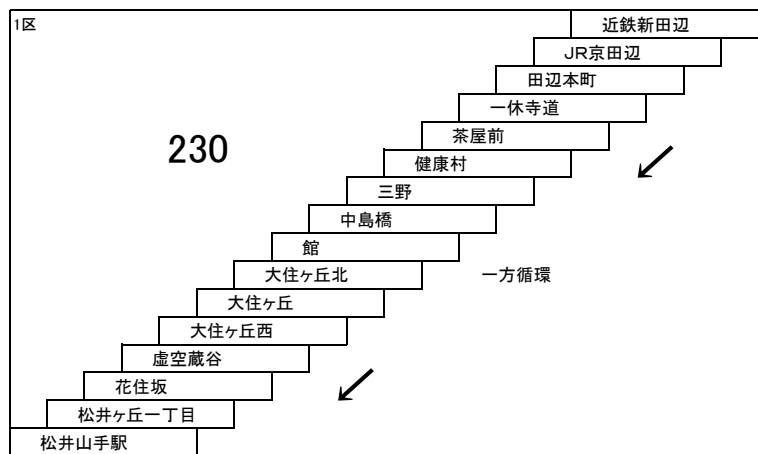 1区
近鉄新田辺
JR京田辺
田辺本町
一休寺道
茶屋前
230
健康村
三野
中島橋
館
大住ヶ丘北
一方循環
大住ヶ丘
大住ヶ丘西
虚空蔵谷
花住坂
松井ヶ丘一丁目
松井山手駅